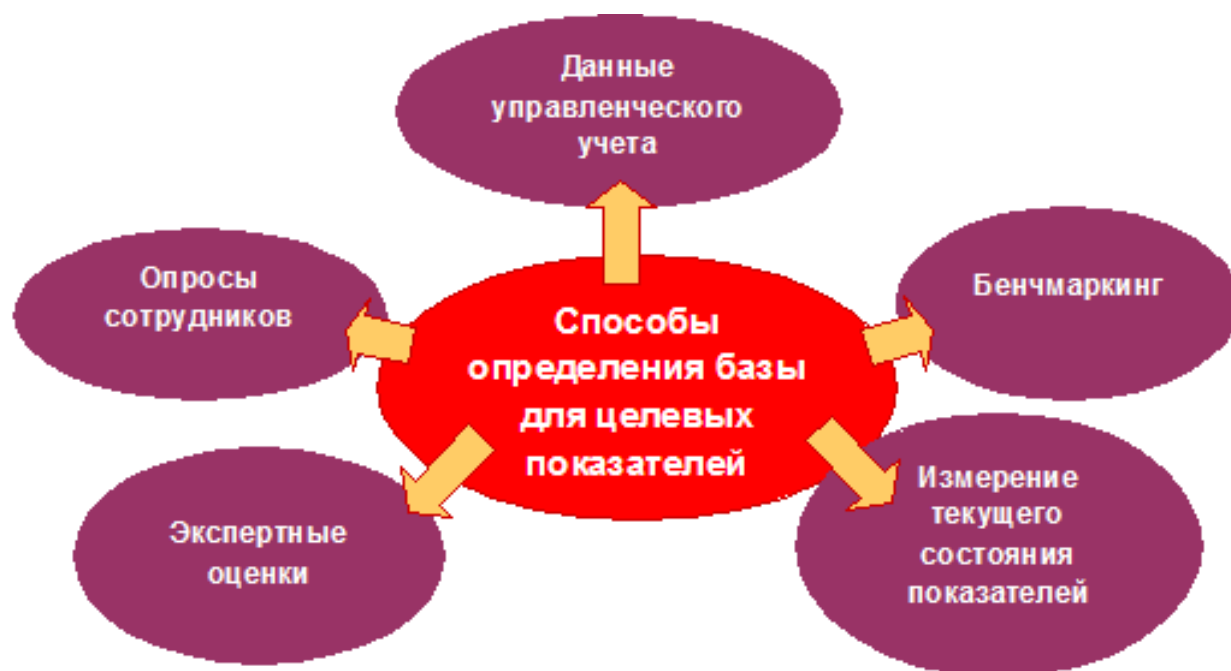 Данные
управленческого
учета
Опросы
сотрудников
Бенчмаркинг
Способы
определения базы
для целевых
показателей
Экспертные
оценки
Измерение
текущего
состояния
показателей